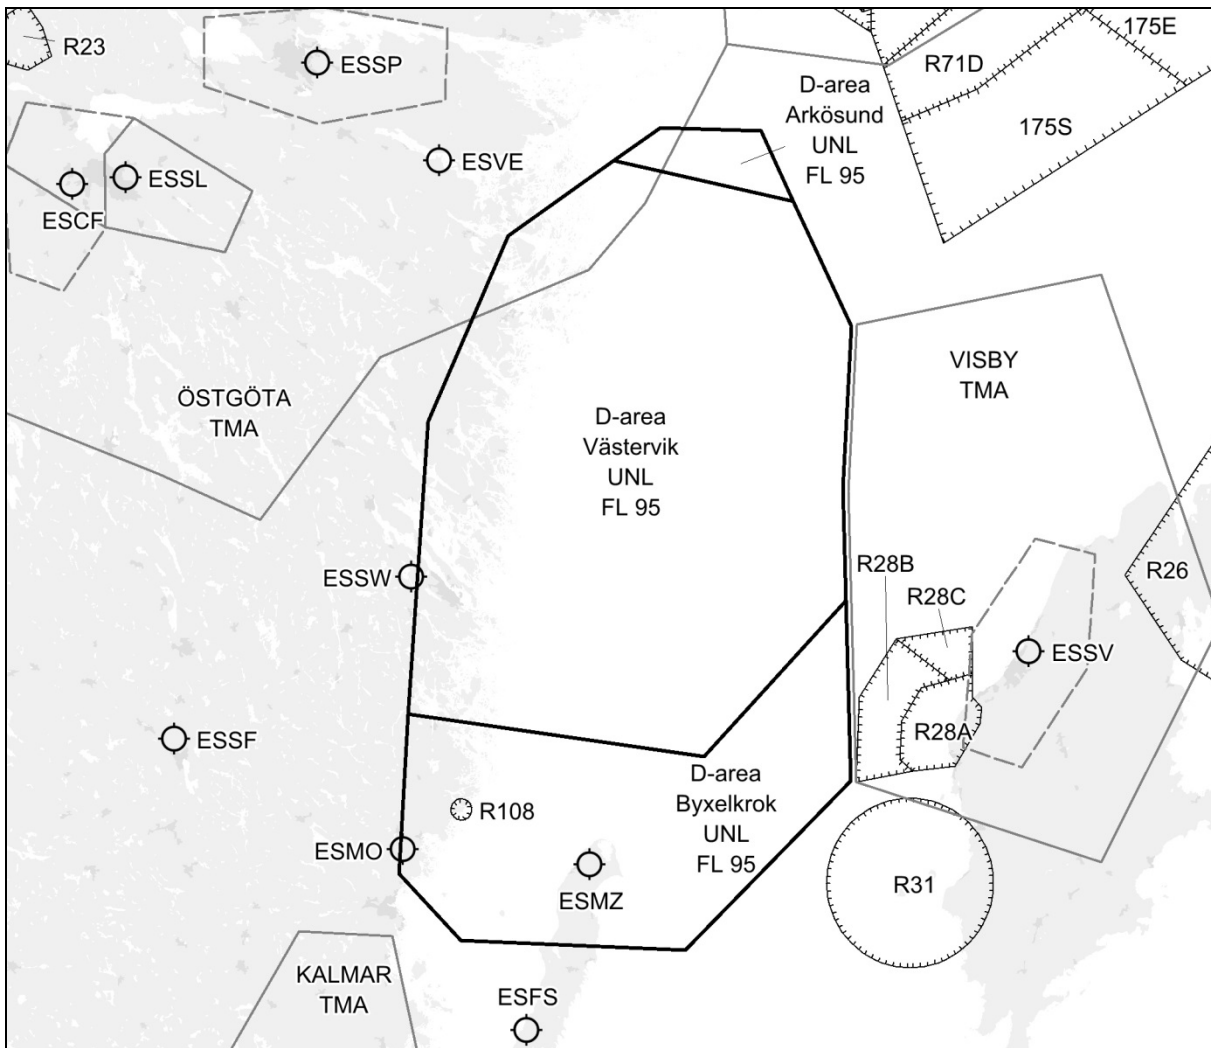 R23
ESSP
175E
R71D
D-area
Arkösund
UNL
FL 95
175S
ESVE
ESSL
ESCF
VISBY
TMA
ÖSTGÖTA
TMA
D-area
Västervik
UNL
FL 95
R28B
R26
ESSW
R28C
ESSV
R28A
ESSF
D-area
Byxelkrok
UNL
FL 95
R108
ESMO
R31
ESMZ
KALMAR
TMA
ESFS